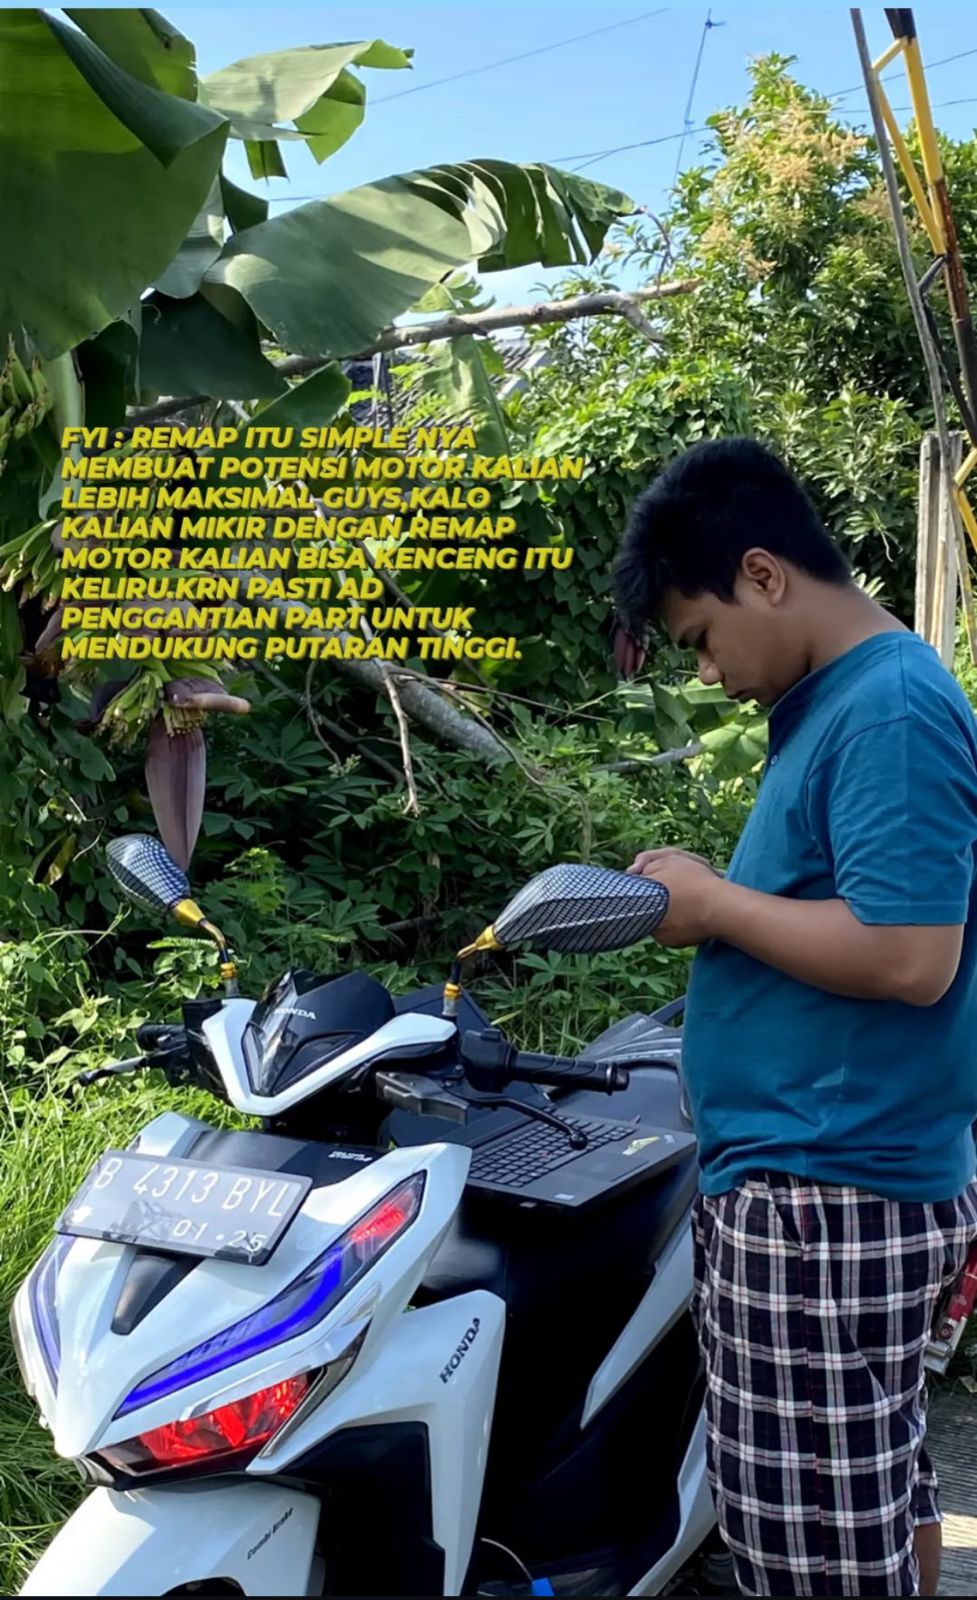 FYI : REMAP ITU SIMPLE NYA
MEMBUAT POTENSI MOTOR KALIAN
LEBIH MAKSIMAL GUYS,KALO
KALIAN MIKIR DENGAN REMAP
MOTOR KALIAN BISA KENCENG ITU
KELIRU.KRN PASTI AD
PENGGANTIAN PART UNTUK
MENDUKUNG PUTARAN TINGGI.
HONDA
B 4313 BYL
01 • 25
HONDA
Combi Brake